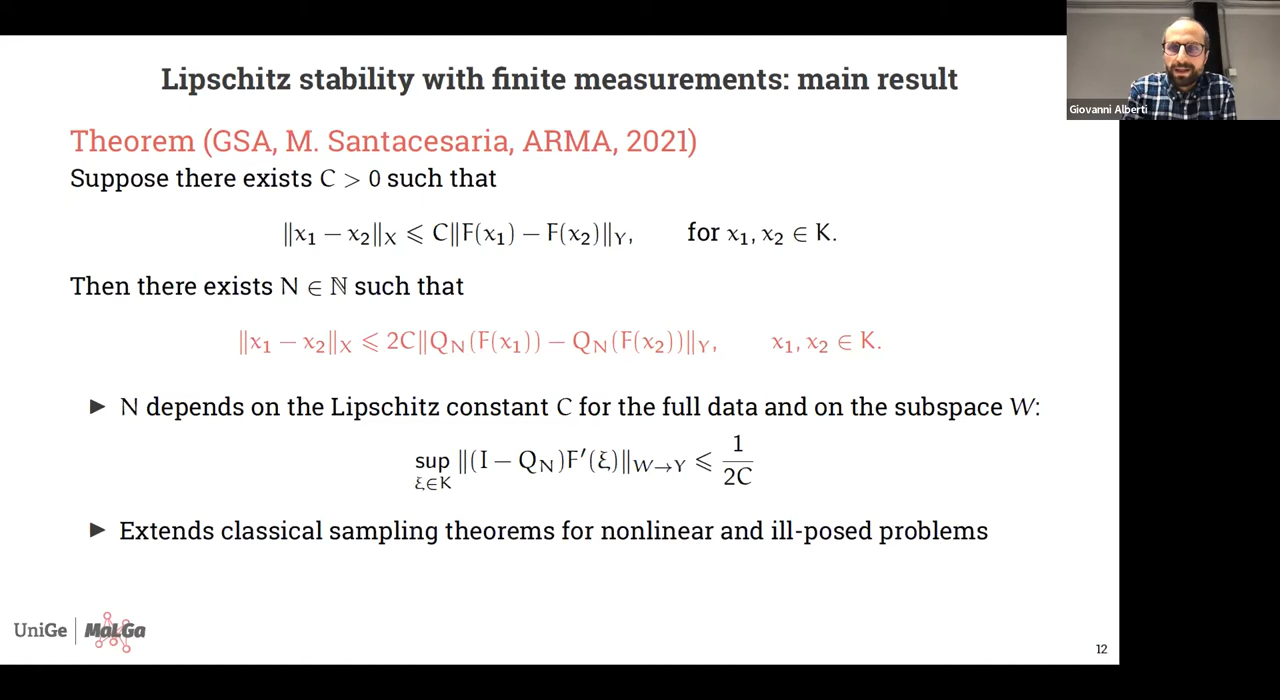 Lipschitz stability with finite measurements: main result
Giovanni Alberti
Theorem (GSA, M. Santacesaria, ARMA, 2021)
Suppose there exists C > 0 such that
‖x₁ − x₂‖_X ⩽ C‖F(x₁) − F(x₂)‖_Y, for x₁, x₂ ∈ K.
Then there exists N ∈ ℕ such that
‖x₁ − x₂‖_X ⩽ 2C‖Q_N(F(x₁)) − Q_N(F(x₂))‖_Y, x₁, x₂ ∈ K.
▶ N depends on the Lipschitz constant C for the full data and on the subspace W:
sup_{ξ∈K} ‖(I − Q_N)F′(ξ)‖_{W→Y} ⩽ 1/2C
▶ Extends classical sampling theorems for nonlinear and ill-posed problems
UniGe | MaLGa
12